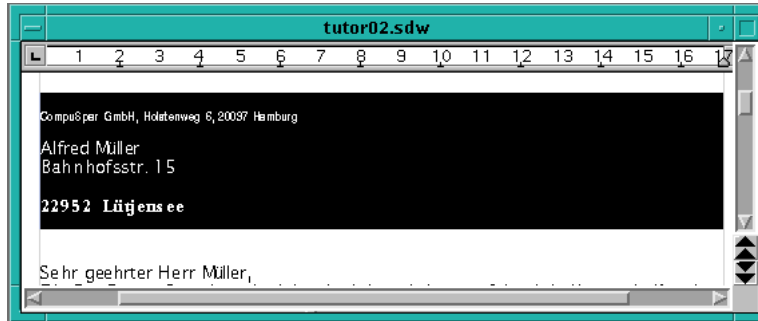 tutor02.sdw
1 2 3 4 5 6 7 8 9 10 11 12 13 14 15 16 17
CompuSper GmbH, Holstenweg 6, 20097 Hamburg
Alfred Müller
Bahnhofsstr. 15
22952 Lütjensee
Sehr geehrter Herr Müller,